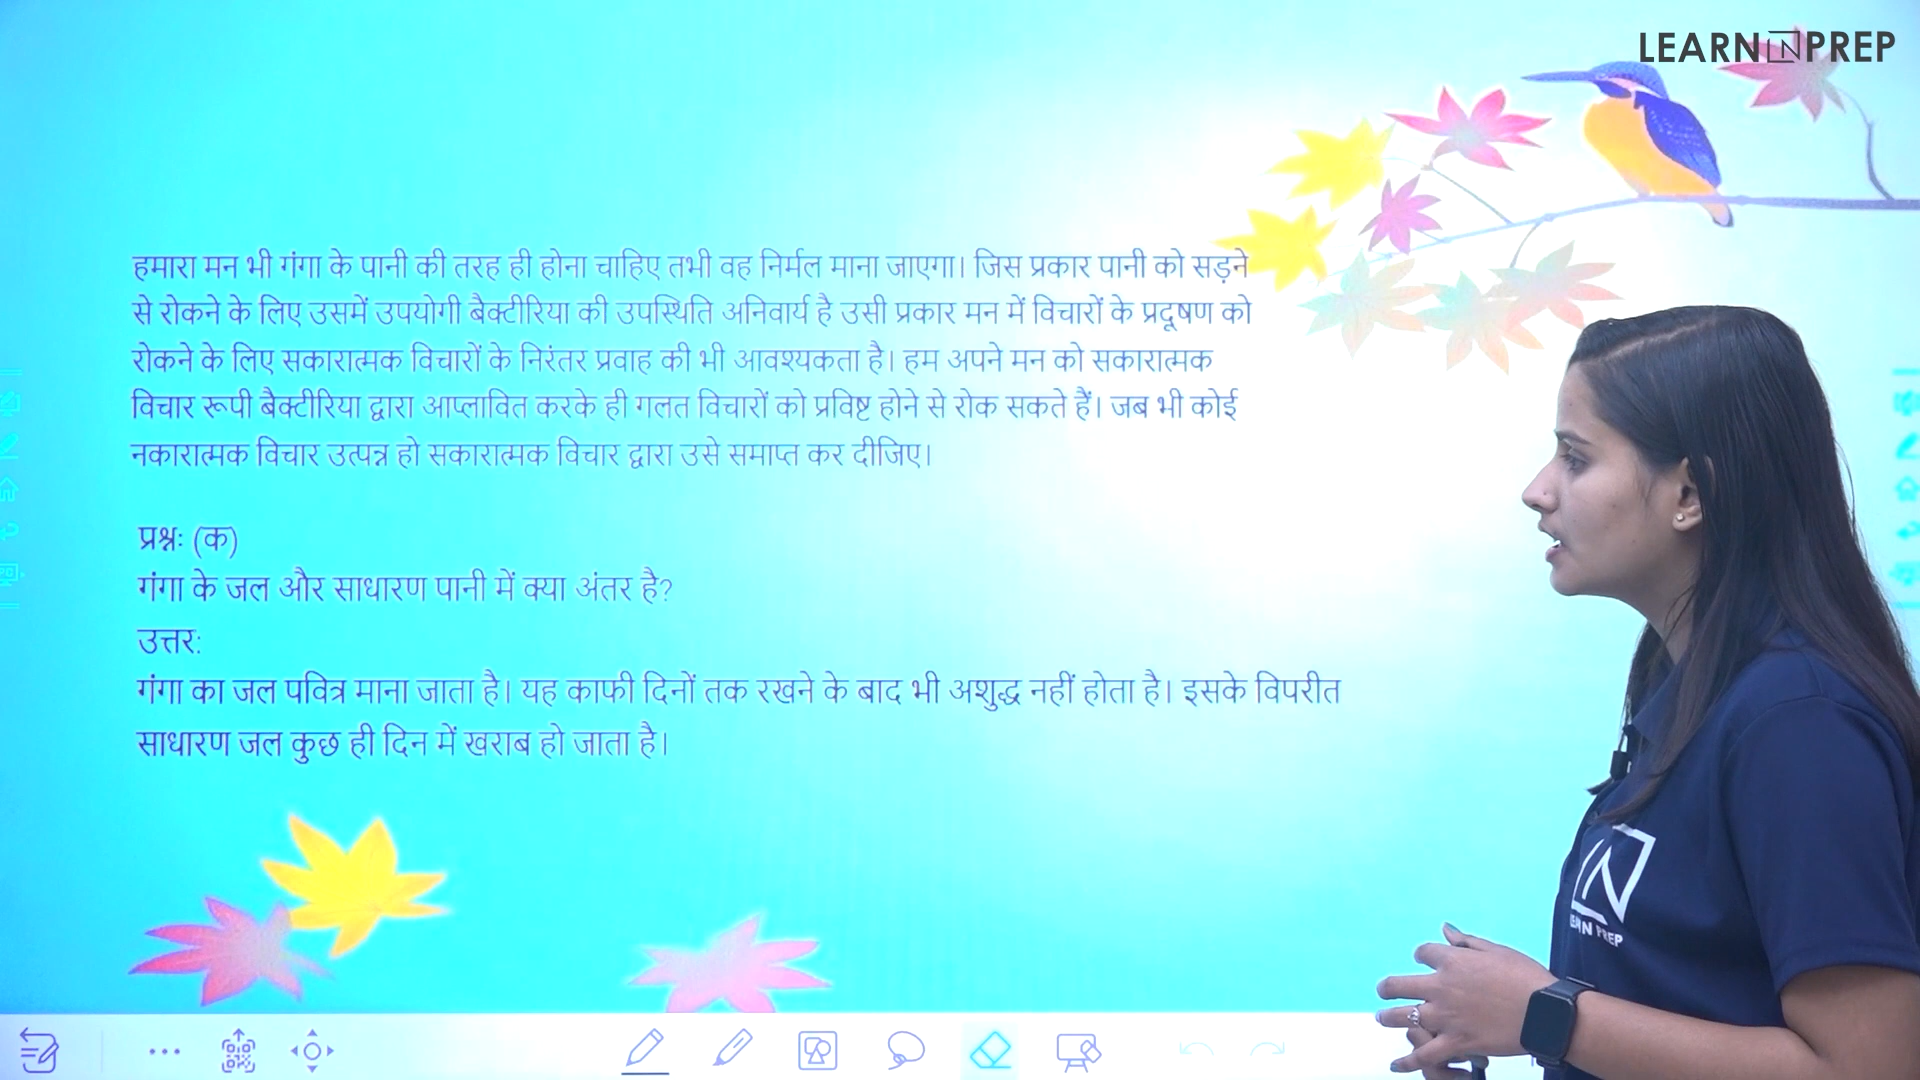 LEARN N PREP
हमारा मन भी गंगा के पानी की तरह ही होना चाहिए तभी वह निर्मल माना जाएगा। जिस प्रकार पानी को सड़ने
से रोकने के लिए उसमें उपयोगी बैक्टीरिया की उपस्थिति अनिवार्य है उसी प्रकार मन में विचारों के प्रदूषण को
रोकने के लिए सकारात्मक विचारों के निरंतर प्रवाह की भी आवश्यकता है। हम अपने मन को सकारात्मक
विचार रूपी बैक्टीरिया द्वारा आप्लावित करके ही गलत विचारों को प्रविष्ट होने से रोक सकते हैं। जब भी कोई
नकारात्मक विचार उत्पन्न हो सकारात्मक विचार द्वारा उसे समाप्त कर दीजिए।
प्रश्नः (क)
गंगा के जल और साधारण पानी में क्या अंतर है?
उत्तर:
गंगा का जल पवित्र माना जाता है। यह काफी दिनों तक रखने के बाद भी अशुद्ध नहीं होता है। इसके विपरीत
साधारण जल कुछ ही दिन में खराब हो जाता है।
LEARN PREP